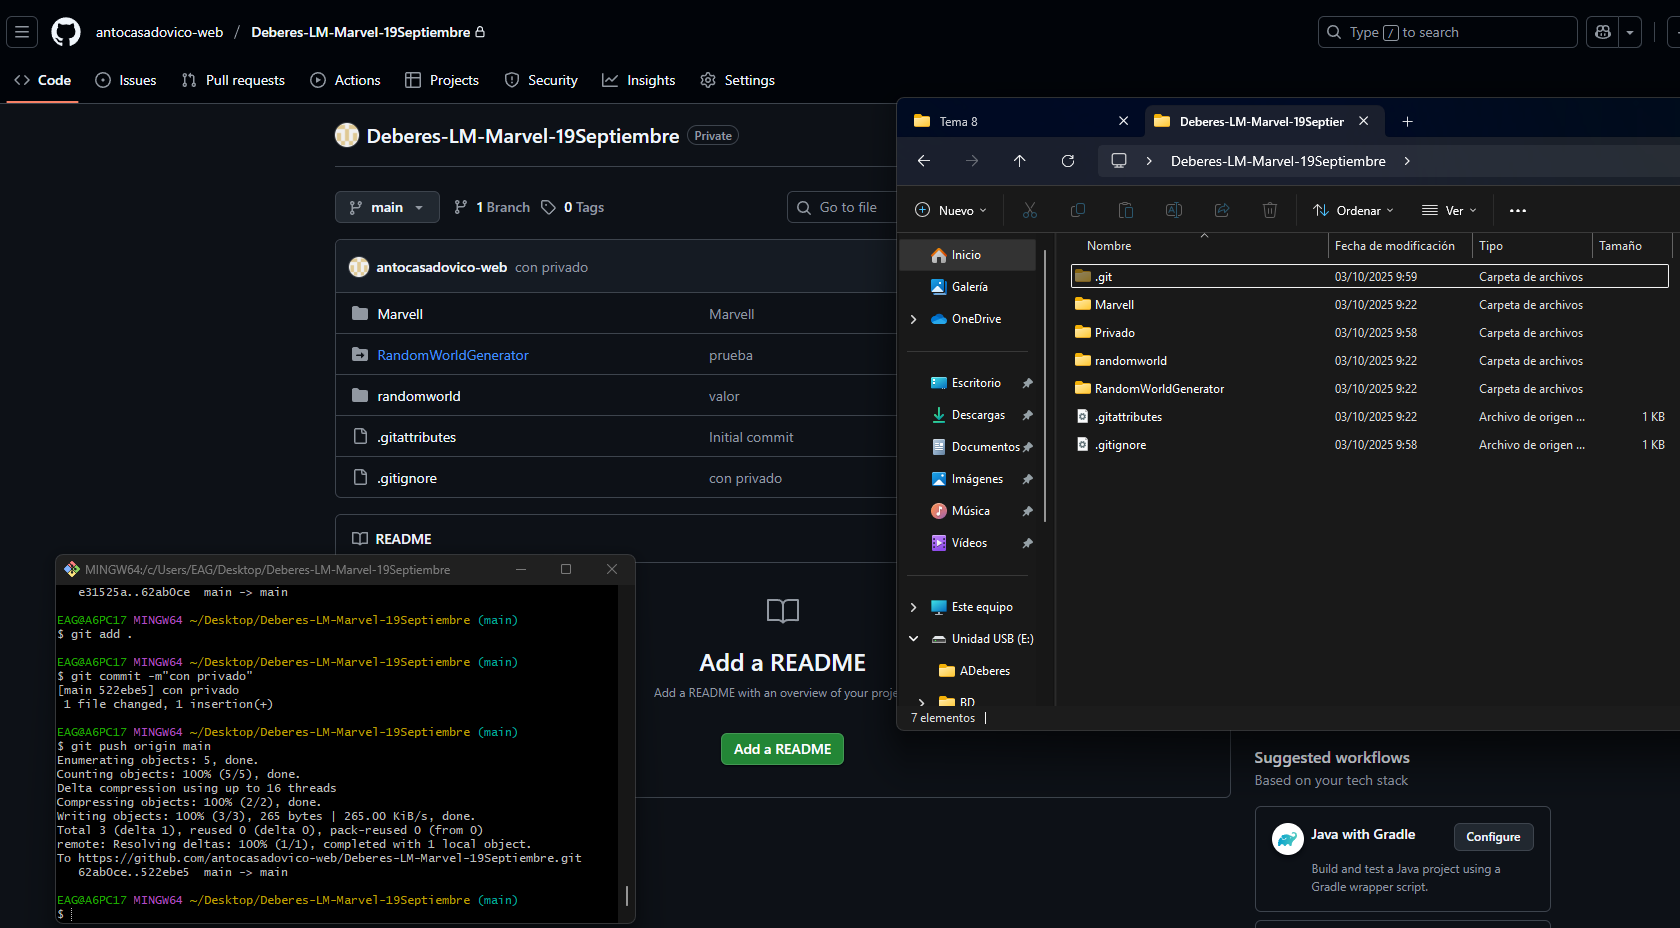 antocasadovico-web / Deberes-LM-Marvel-19Septiembre
Type / to search
Code Issues Pull requests Actions Projects Security Insights Settings
Deberes-LM-Marvel-19Septiembre Private
main 1 Branch 0 Tags Go to file
antocasadovico-web con privado
Marvell Marvell
RandomWorldGenerator prueba
randomworld valor
.gitattributes Initial commit
.gitignore con privado
README
Add a README
Add a README with an overview of your proje
Add a README
Tema 8
Deberes-LM-Marvel-19Septier
Deberes-LM-Marvel-19Septiembre
Nuevo Ordenar Ver
Inicio
Galería
OneDrive
Escritorio
Descargas
Documentos
Imágenes
Música
Vídeos
Este equipo
Unidad USB (E:)
ADeberes
BD
Nombre Fecha de modificación Tipo Tamaño
.git 03/10/2025 9:59 Carpeta de archivos
Marvell 03/10/2025 9:22 Carpeta de archivos
Privado 03/10/2025 9:58 Carpeta de archivos
randomworld 03/10/2025 9:22 Carpeta de archivos
RandomWorldGenerator 03/10/2025 9:22 Carpeta de archivos
.gitattributes 03/10/2025 9:22 Archivo de origen ... 1 KB
.gitignore 03/10/2025 9:58 Archivo de origen ... 1 KB
7 elementos
MINGW64:/c/Users/EAG/Desktop/Deberes-LM-Marvel-19Septiembre
e31525a..62ab0ce main -> main
EAG@A6PC17 MINGW64 ~/Desktop/Deberes-LM-Marvel-19Septiembre (main)
$ git add .
EAG@A6PC17 MINGW64 ~/Desktop/Deberes-LM-Marvel-19Septiembre (main)
$ git commit -m"con privado"
[main 522ebe5] con privado
1 file changed, 1 insertion(+)
EAG@A6PC17 MINGW64 ~/Desktop/Deberes-LM-Marvel-19Septiembre (main)
$ git push origin main
Enumerating objects: 5, done.
Counting objects: 100% (5/5), done.
Delta compression using up to 16 threads
Compressing objects: 100% (2/2), done.
Writing objects: 100% (3/3), 265 bytes | 265.00 KiB/s, done.
Total 3 (delta 1), reused 0 (delta 0), pack-reused 0 (from 0)
remote: Resolving deltas: 100% (1/1), completed with 1 local object.
To https://github.com/antocasadovico-web/Deberes-LM-Marvel-19Septiembre.git
62ab0ce..522ebe5 main -> main
EAG@A6PC17 MINGW64 ~/Desktop/Deberes-LM-Marvel-19Septiembre (main)
$
Suggested workflows
Based on your tech stack
Java with Gradle
Configure
Build and test a Java project using a
Gradle wrapper script.